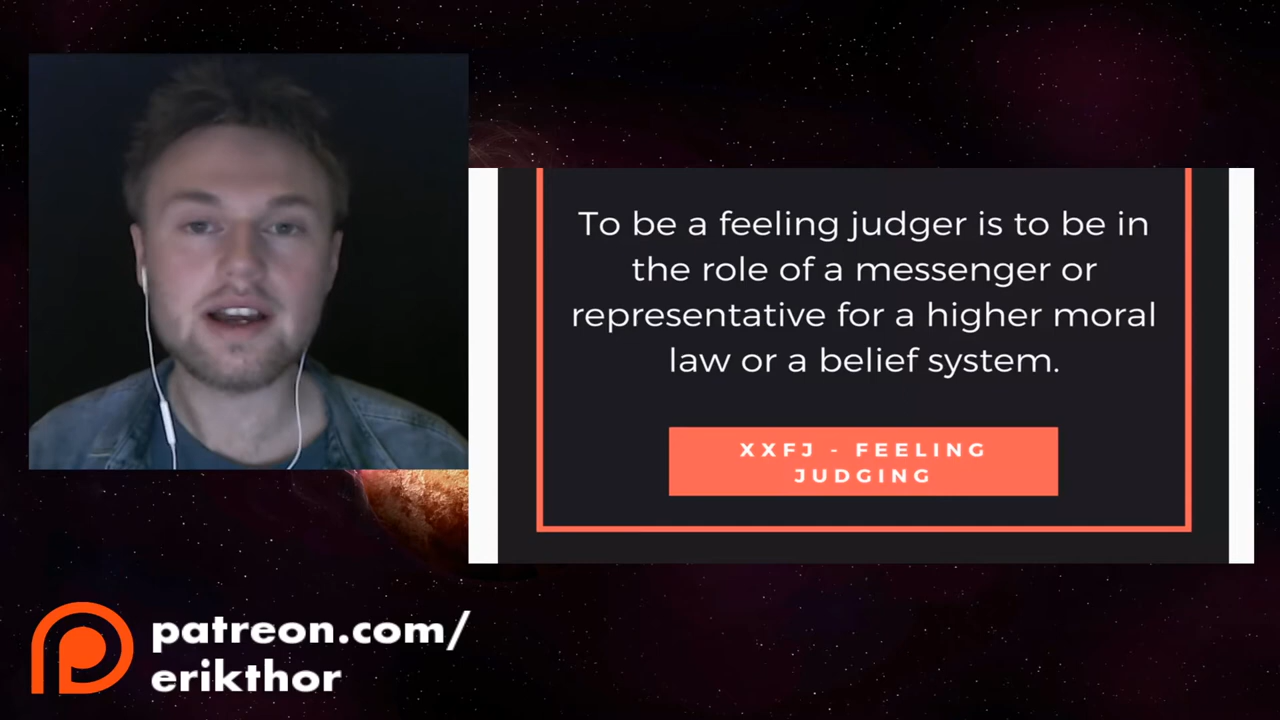 To be a feeling judger is to be in
the role of a messenger or
representative for a higher moral
law or a belief system.
XXFJ - FEELING
JUDGING
patreon.com/
erikthor